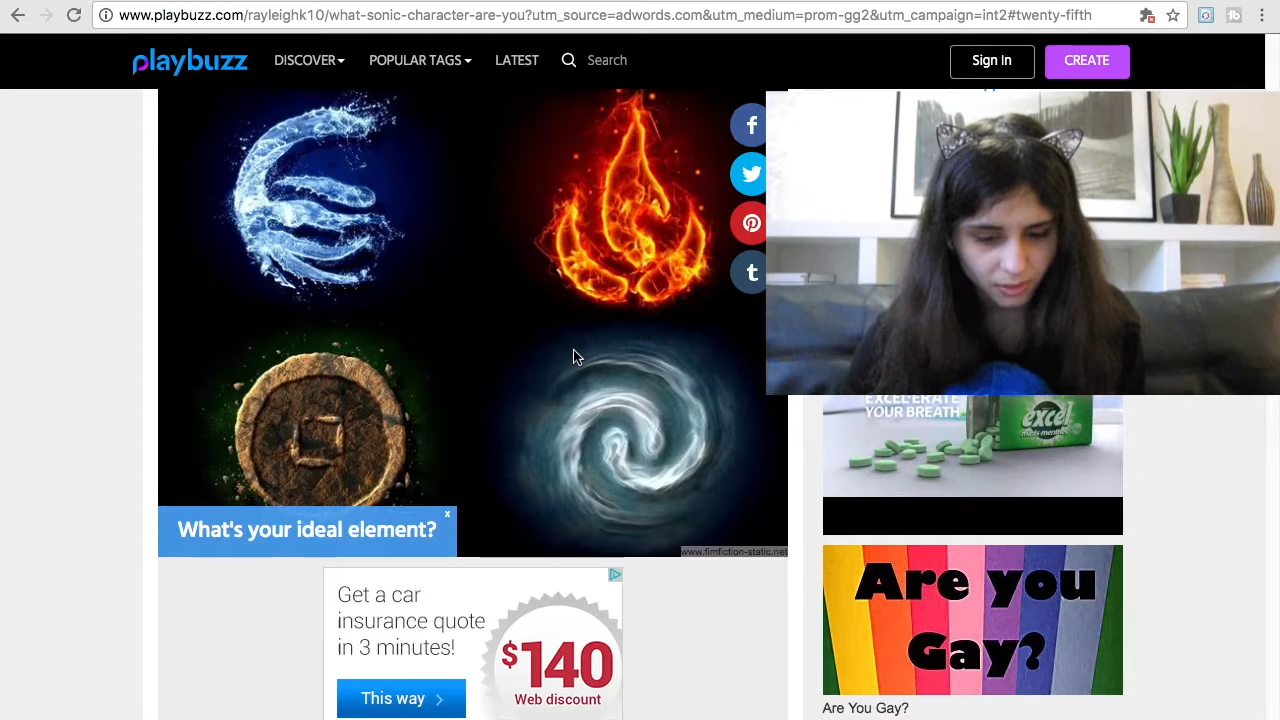 www.playbuzz.com/rayleighk10/what-sonic-character-are-you?utm_source=adwords.com&utm_medium=prom-gg2&utm_campaign=int2#twenty-fifth
playbuzz DISCOVER POPULAR TAGS LATEST Search Sign In CREATE
f
t
EXCEL'ERATE
YOUR BREATH
excel
What's your ideal element? x
www.fimfiction-static.net
Get a car
insurance quote
in 3 minutes!
$140
Web discount
This way
Are you
Gay?
Are You Gay?